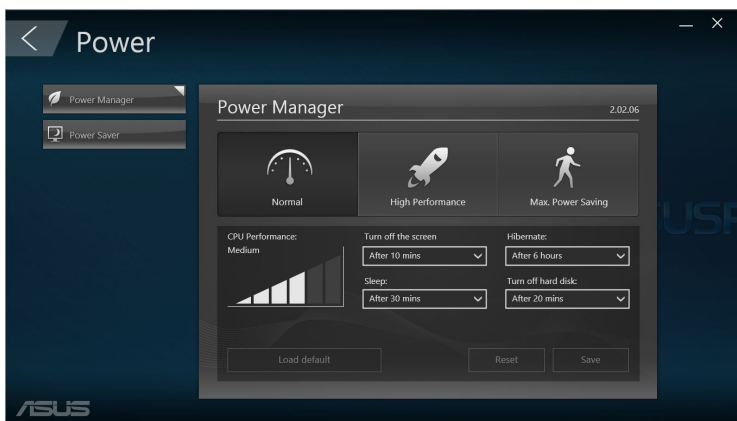 Power
Power Manager
Power Saver
Power Manager
2.02.06
Normal
High Performance
Max. Power Saving
CPU Performance:
Medium
Turn off the screen
After 10 mins
Hibernate:
After 6 hours
Sleep:
After 30 mins
Turn off hard disk:
After 20 mins
Load default
Reset
Save
ASUS